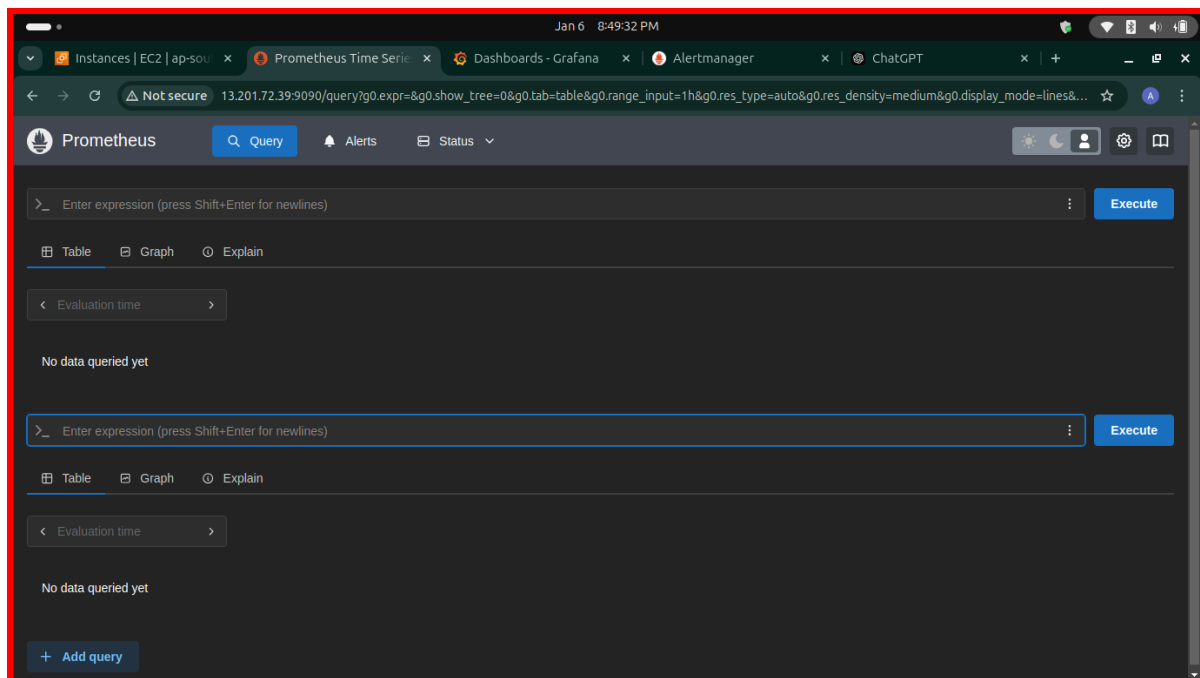 Jan 6 8:49:32 PM
Instances | EC2 | ap-sou Prometheus Time Serie Dashboards - Grafana Alertmanager ChatGPT
Not secure 13.201.72.39:9090/query?g0.expr=&g0.show_tree=0&g0.tab=table&g0.range_input=1h&g0.res_type=auto&g0.res_density=medium&g0.display_mode=lines&... A
Prometheus Query Alerts Status
>_ Enter expression (press Shift+Enter for newlines) Execute
Table Graph Explain
< Evaluation time >
No data queried yet
>_ Enter expression (press Shift+Enter for newlines) Execute
Table Graph Explain
< Evaluation time >
No data queried yet
+ Add query